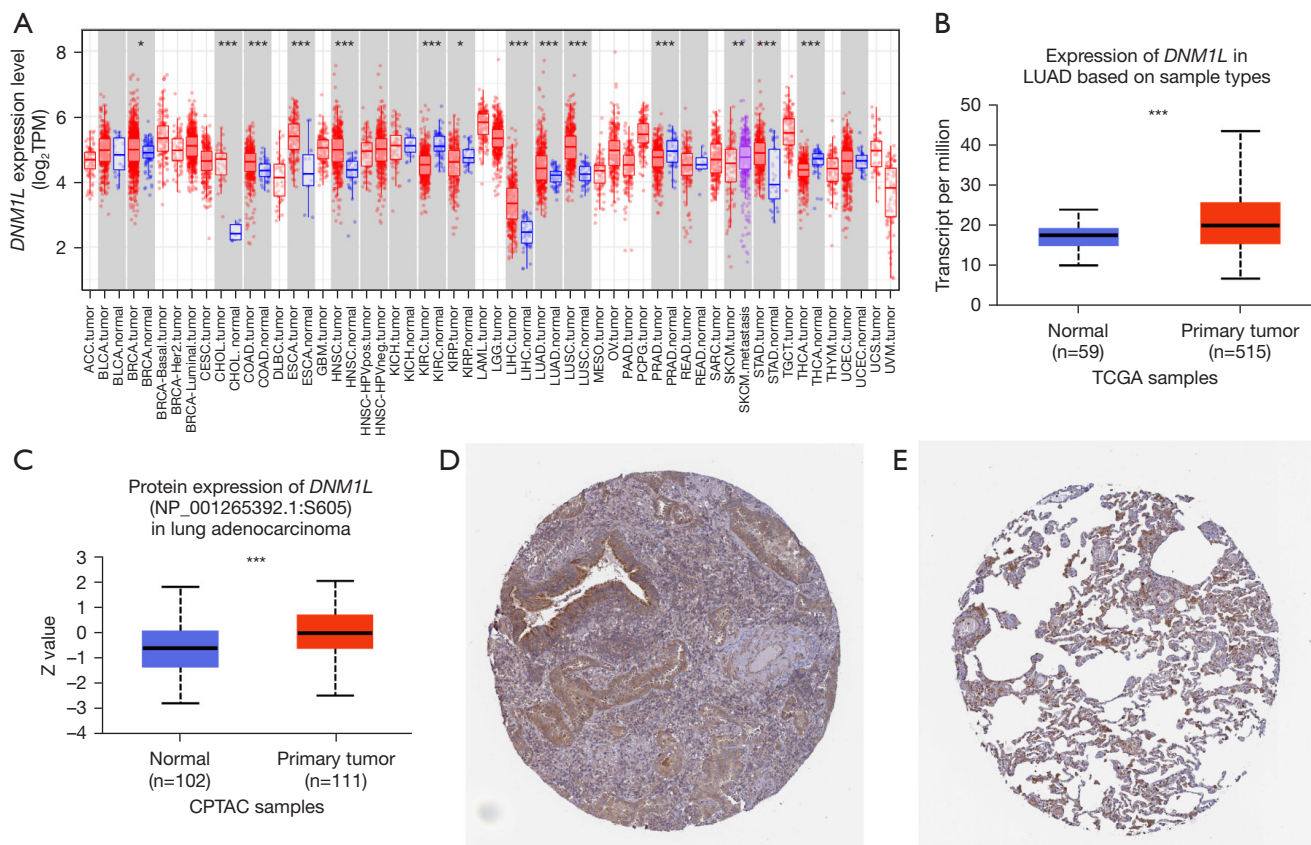 A
DNM1L expression level
(log₂ TPM)
8
6
4
2
* *** *** *** *** *** * *** *** *** *** ** *** ***
ACC.tumor
BLCA.tumor
BLCA.normal
BRCA.tumor
BRCA.normal
BRCA-Basal.tumor
BRCA-Her2.tumor
BRCA-Luminal.tumor
CESC.tumor
CHOL.tumor
CHOL. normal
COAD.tumor
COAD.normal
DLBC.tumor
ESCA.tumor
ESCA.normal
GBM.tumor
HNSC.tumor
HNSC.normal
HNSC-HPVpos.tumor
HNSC-HPVneg.tumor
KICH.tumor
KICH.normal
KIRC.tumor
KIRC.normal
KIRP.tumor
KIRP.normal
LAML.tumor
LGG.tumor
LIHC.tumor
LIHC.normal
LUAD.tumor
LUAD.normal
LUSC.tumor
LUSC.normal
MESO.tumor
OV.tumor
PAAD.tumor
PCPG.tumor
PRAD.tumor
PRAD.normal
READ.tumor
READ.normal
SARC.tumor
SKCM.tumor
SKCM.metastasis
STAD.tumor
STAD.normal
TGCT.tumor
THCA.tumor
THCA.normal
THYM.tumor
UCEC.tumor
UCEC.normal
UCS.tumor
UVM.tumor
B
Expression of DNM1L in
LUAD based on sample types
***
Transcript per million
50
40
30
20
10
0
Normal
(n=59)
Primary tumor
(n=515)
TCGA samples
C
Protein expression of DNM1L
(NP_001265392.1:S605)
in lung adenocarcinoma
***
Z value
3
2
1
0
−1
−2
−3
−4
Normal
(n=102)
Primary tumor
(n=111)
CPTAC samples
D
E